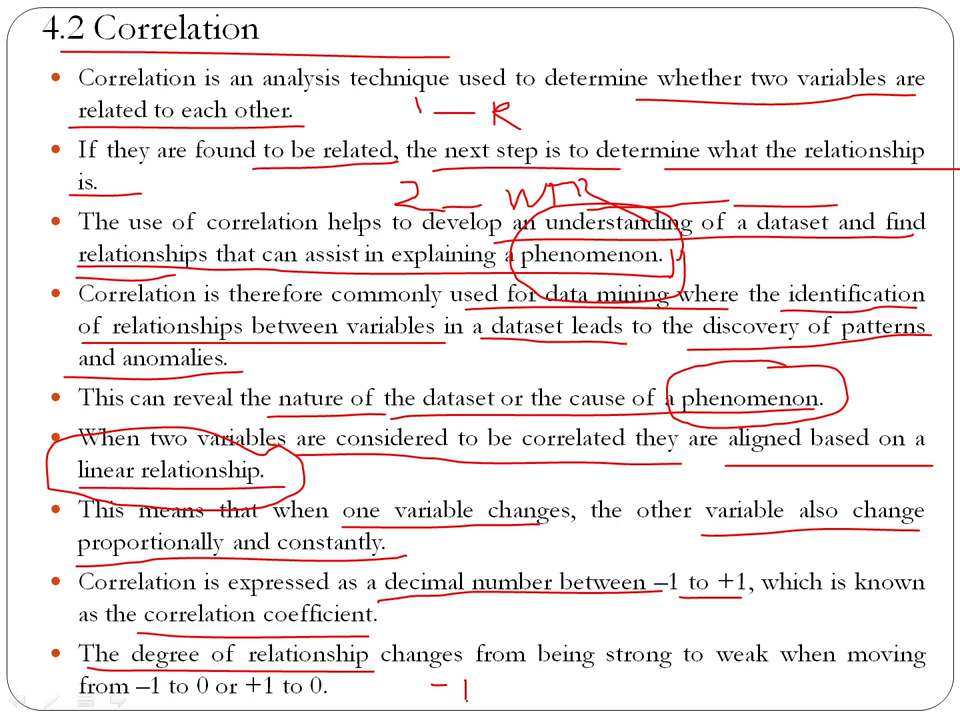 4.2 Correlation
• Correlation is an analysis technique used to determine whether two variables are
related to each other.
1 — R
• If they are found to be related, the next step is to determine what the relationship
is.
2 — WTR
• The use of correlation helps to develop an understanding of a dataset and find
relationships that can assist in explaining a phenomenon.
• Correlation is therefore commonly used for data mining where the identification
of relationships between variables in a dataset leads to the discovery of patterns
and anomalies.
• This can reveal the nature of the dataset or the cause of a phenomenon.
• When two variables are considered to be correlated they are aligned based on a
linear relationship.
• This means that when one variable changes, the other variable also change
proportionally and constantly.
• Correlation is expressed as a decimal number between –1 to +1, which is known
as the correlation coefficient.
• The degree of relationship changes from being strong to weak when moving
from –1 to 0 or +1 to 0.
– 1